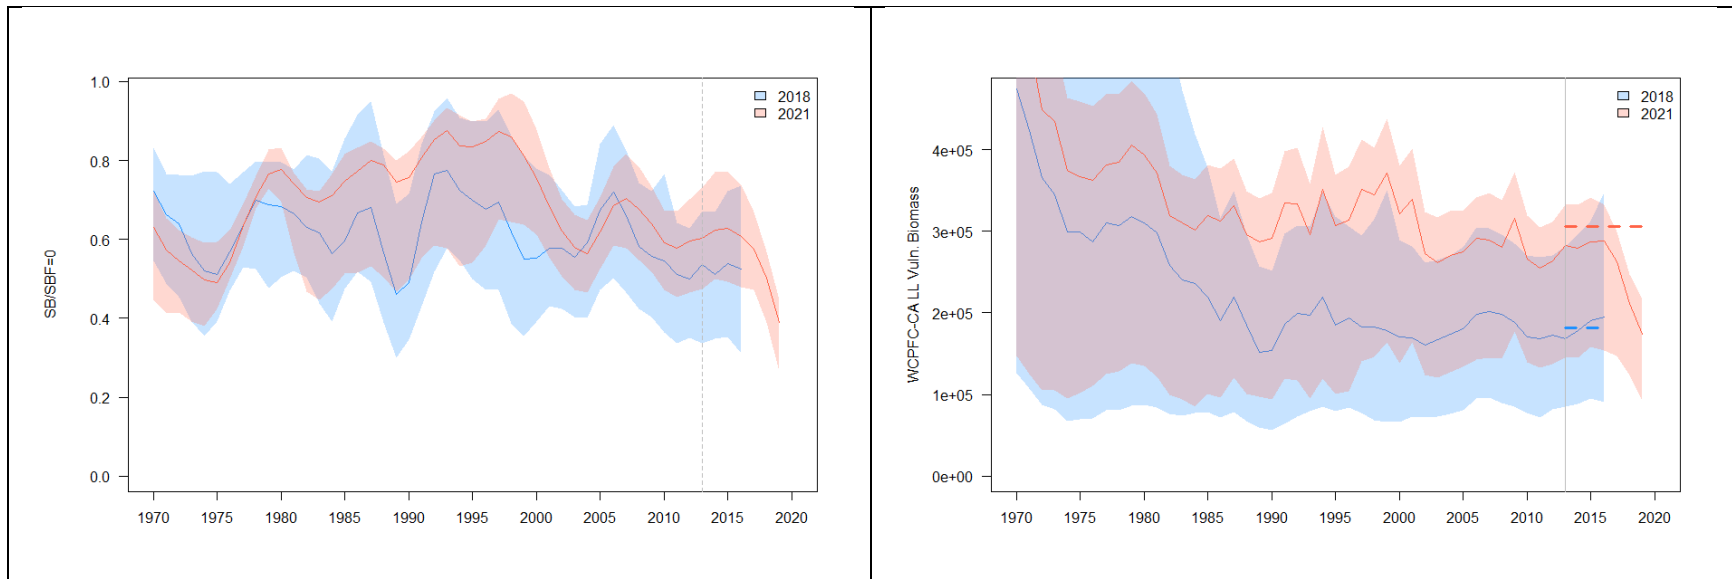 1.0
0.8
0.6
0.4
0.2
0.0
SB/SBF=0
2018
2021
1970 1975 1980 1985 1990 1995 2000 2005 2010 2015 2020
4e+05
3e+05
2e+05
1e+05
0e+00
WCPFC-CA LL Vuln. Biomass
2018
2021
1970 1975 1980 1985 1990 1995 2000 2005 2010 2015 2020